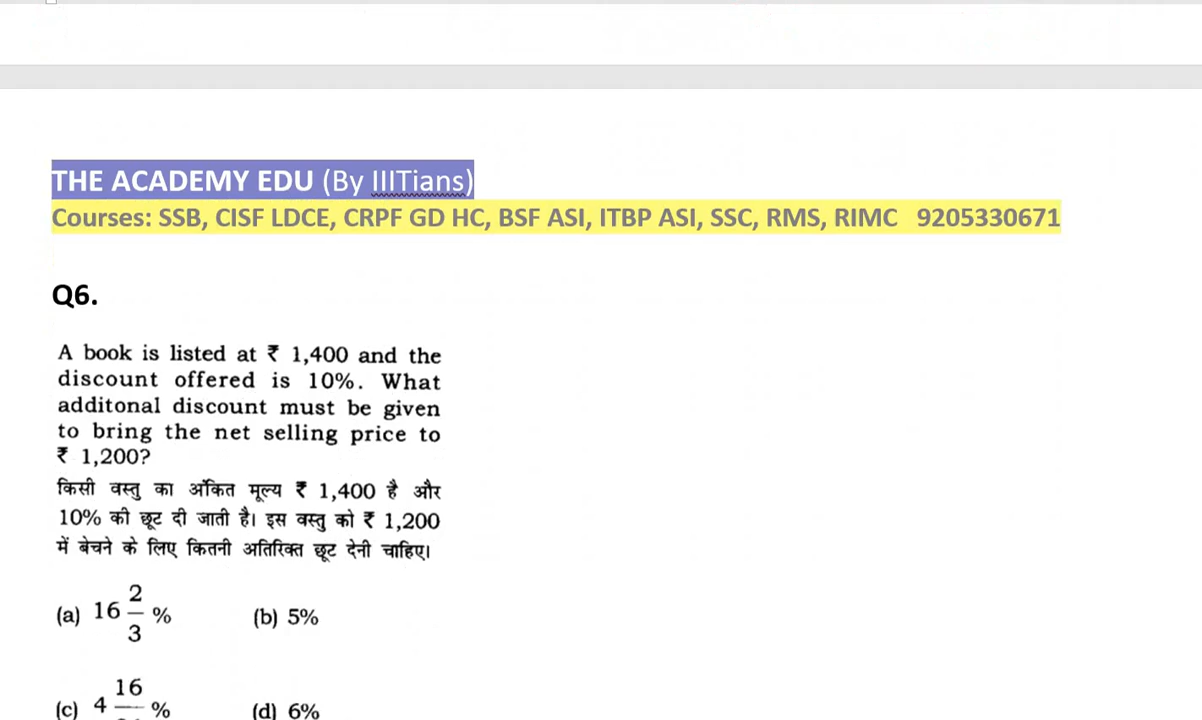 THE ACADEMY EDU (By IIITians)
Courses: SSB, CISF LDCE, CRPF GD HC, BSF ASI, ITBP ASI, SSC, RMS, RIMC 9205330671
Q6.
A book is listed at ₹ 1,400 and the
discount offered is 10%. What
additonal discount must be given
to bring the net selling price to
₹ 1,200?
किसी वस्तु का अंकित मूल्य ₹ 1,400 है और
10% की छूट दी जाती है। इस वस्तु को ₹ 1,200
में बेचने के लिए कितनी अतिरिक्त छूट देनी चाहिए।
(a) 16 2/3 % (b) 5%
(c) 4 16/ % (d) 6%